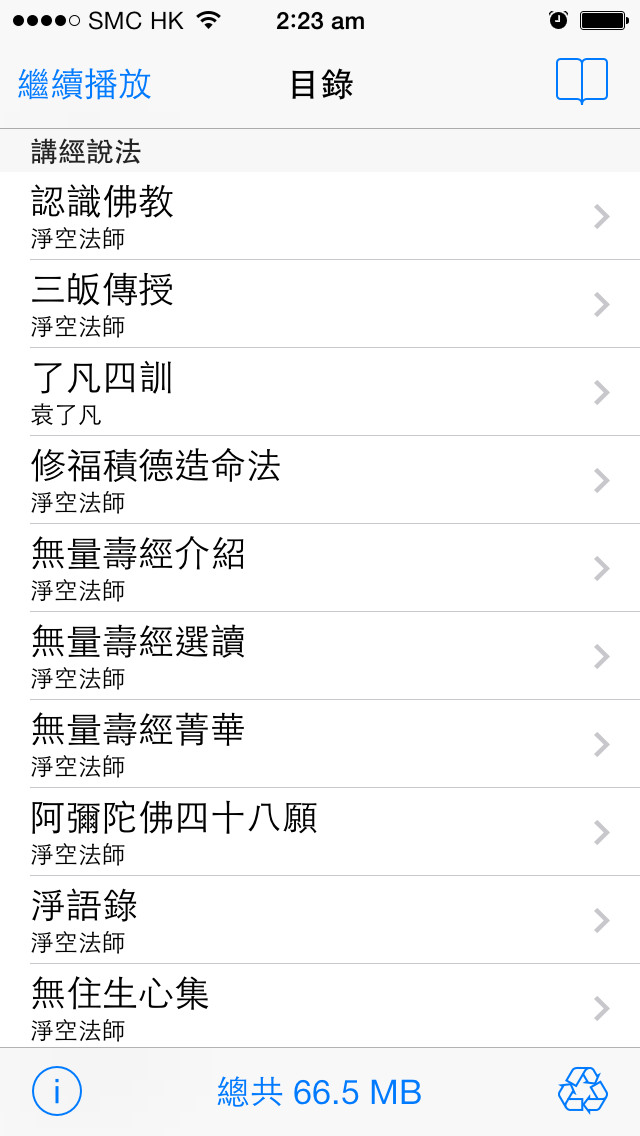 SMC HK 2:23 am
繼續播放 目錄
講經說法
認識佛教
淨空法師
三皈傳授
淨空法師
了凡四訓
袁了凡
修福積德造命法
淨空法師
無量壽經介紹
淨空法師
無量壽經選讀
淨空法師
無量壽經菁華
淨空法師
阿彌陀佛四十八願
淨空法師
淨語錄
淨空法師
無住生心集
淨空法師
i 總共 66.5 MB